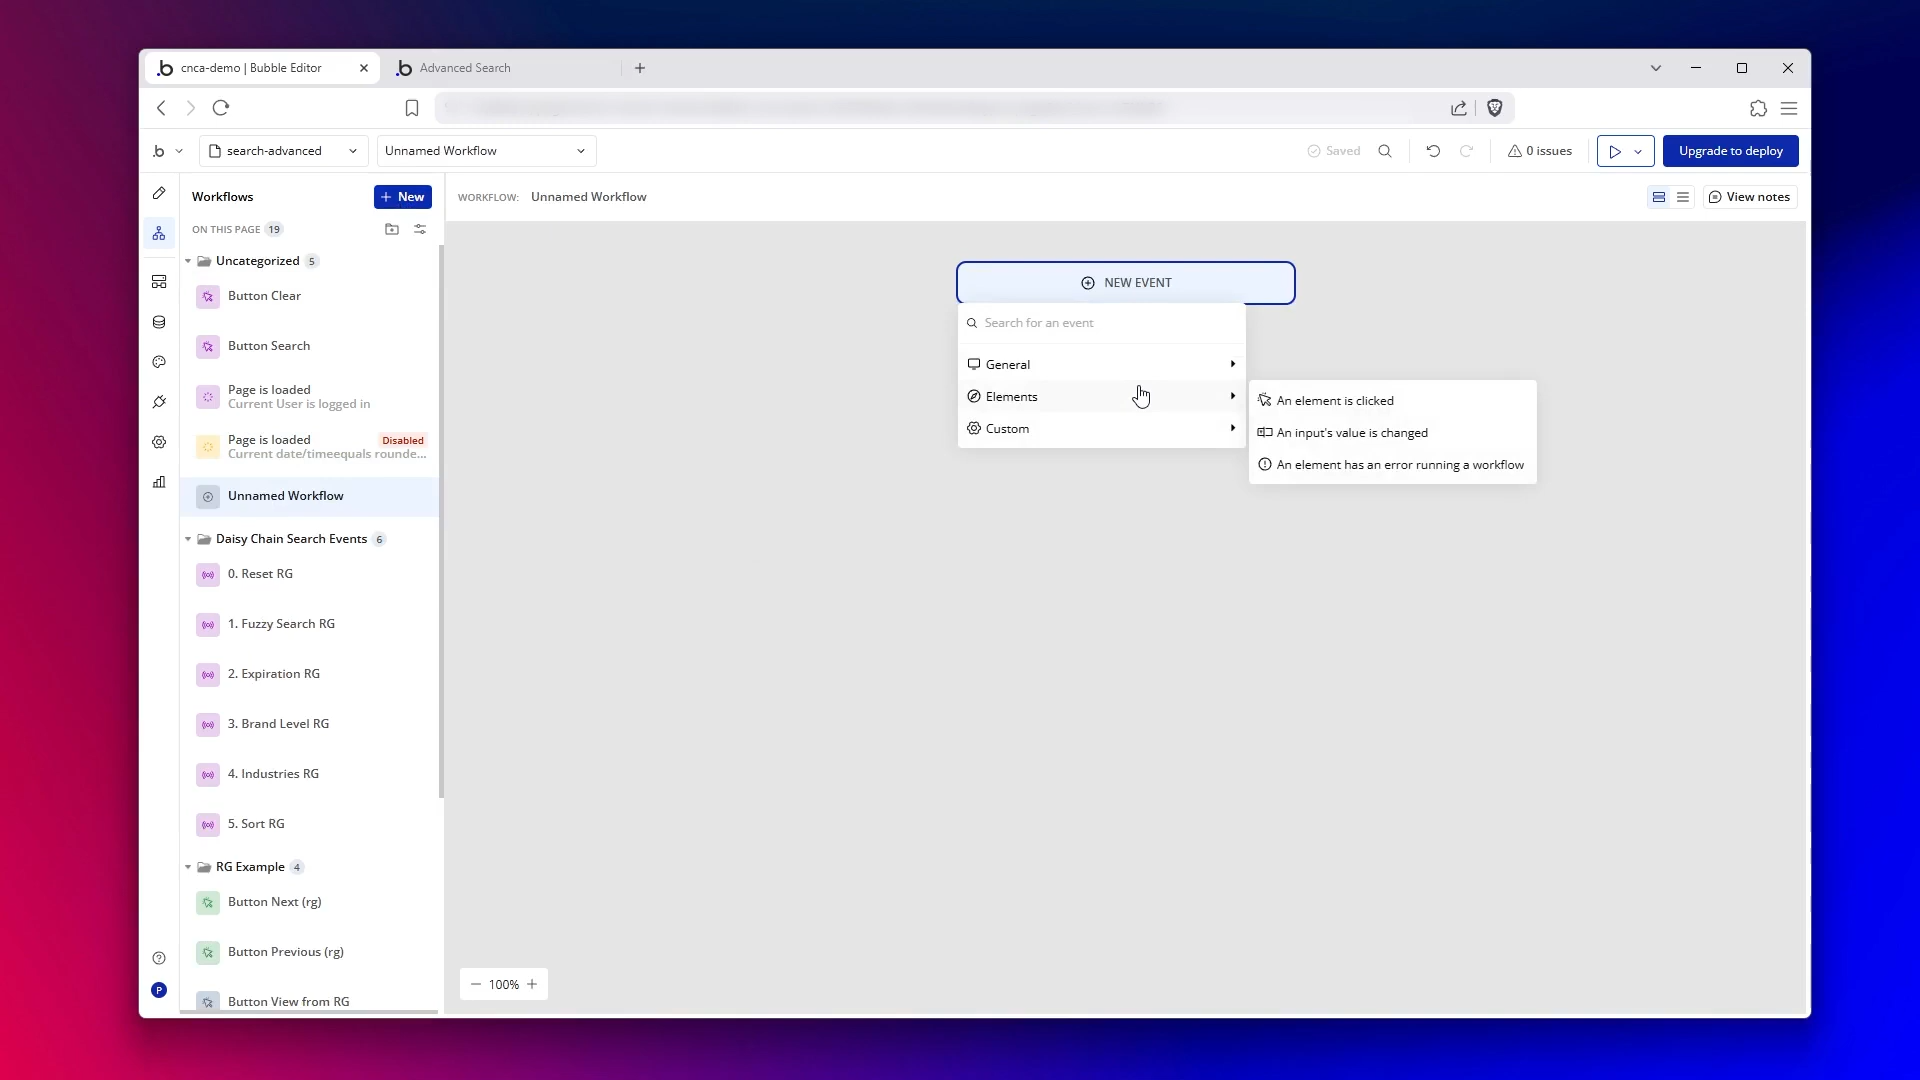 cnca-demo | Bubble Editor
Advanced Search
search-advanced
Unnamed Workflow
Saved
0 issues
Upgrade to deploy
Workflows
New
WORKFLOW:
Unnamed Workflow
View notes
ON THIS PAGE 19
Uncategorized 5
Button Clear
Button Search
Page is loaded
Current User is logged in
Page is loaded
Disabled
Current date/timeequals rounde...
Unnamed Workflow
Daisy Chain Search Events 6
0. Reset RG
1. Fuzzy Search RG
2. Expiration RG
3. Brand Level RG
4. Industries RG
5. Sort RG
RG Example 4
Button Next (rg)
Button Previous (rg)
Button View from RG
P
NEW EVENT
Search for an event
General
Elements
Custom
An element is clicked
An input's value is changed
An element has an error running a workflow
100%